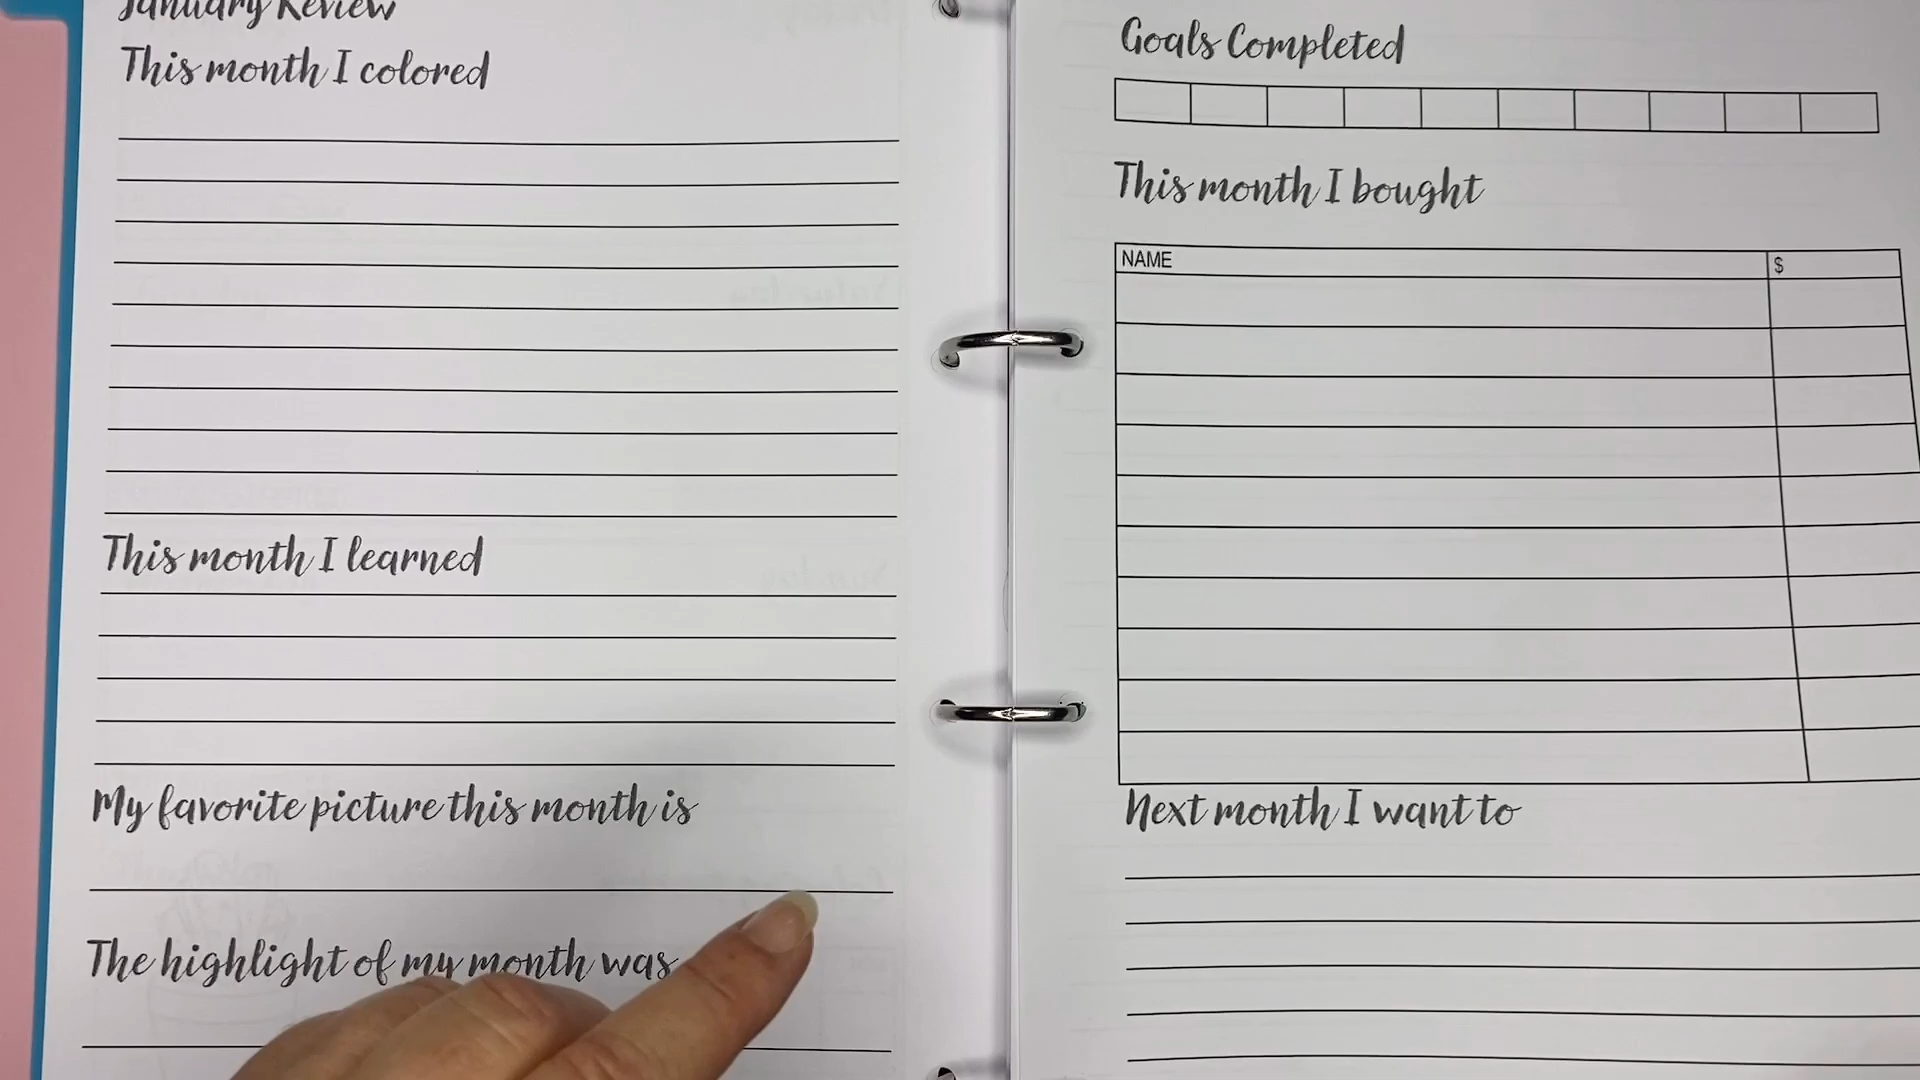 January Review
This month I colored
This month I learned
My favorite picture this month is
The highlight of my month was
Goals Completed
This month I bought
NAME $
Next month I want to